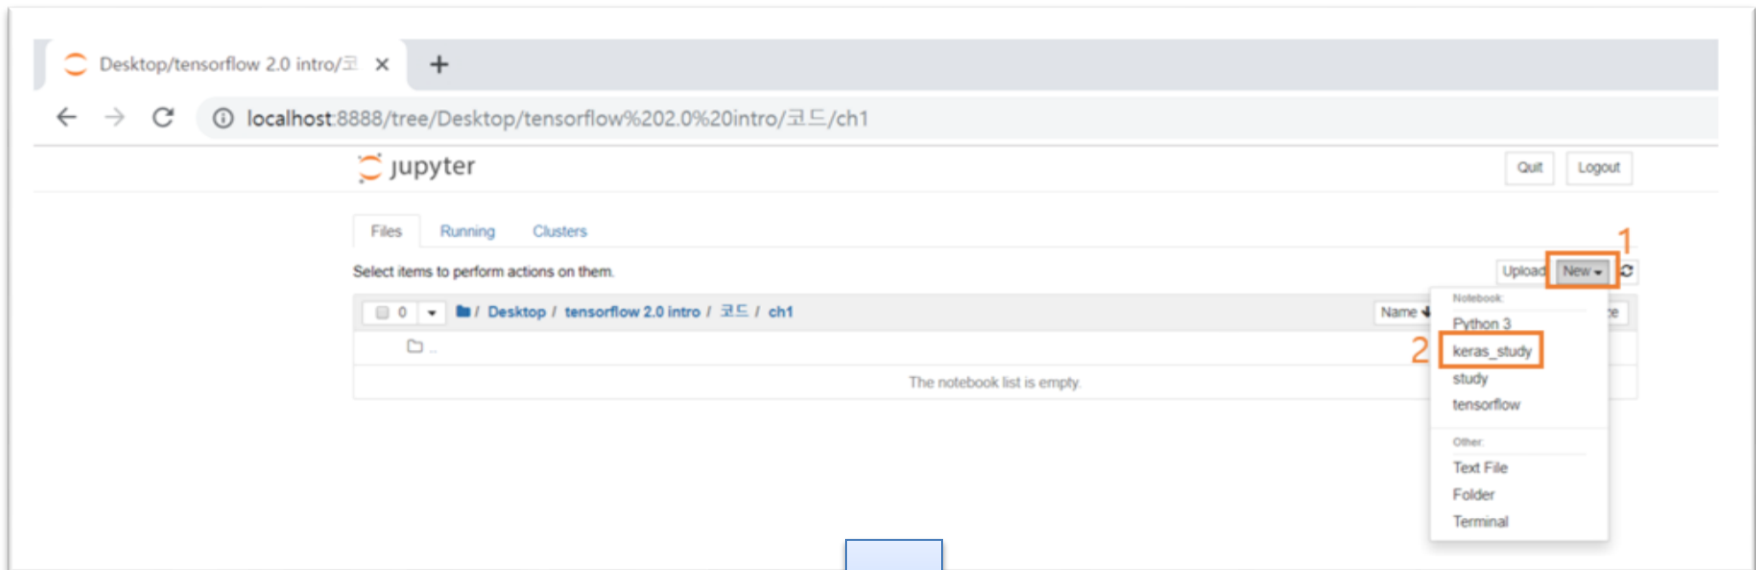 Desktop/tensorflow 2.0 intro/코
localhost:8888/tree/Desktop/tensorflow%202.0%20intro/코드/ch1
jupyter
Quit
Logout
Files
Running
Clusters
1
Select items to perform actions on them.
Upload
New
0
/ Desktop / tensorflow 2.0 intro / 코드 / ch1
Name
..
The notebook list is empty.
Notebook:
Python 3
2
keras_study
study
tensorflow
Other:
Text File
Folder
Terminal